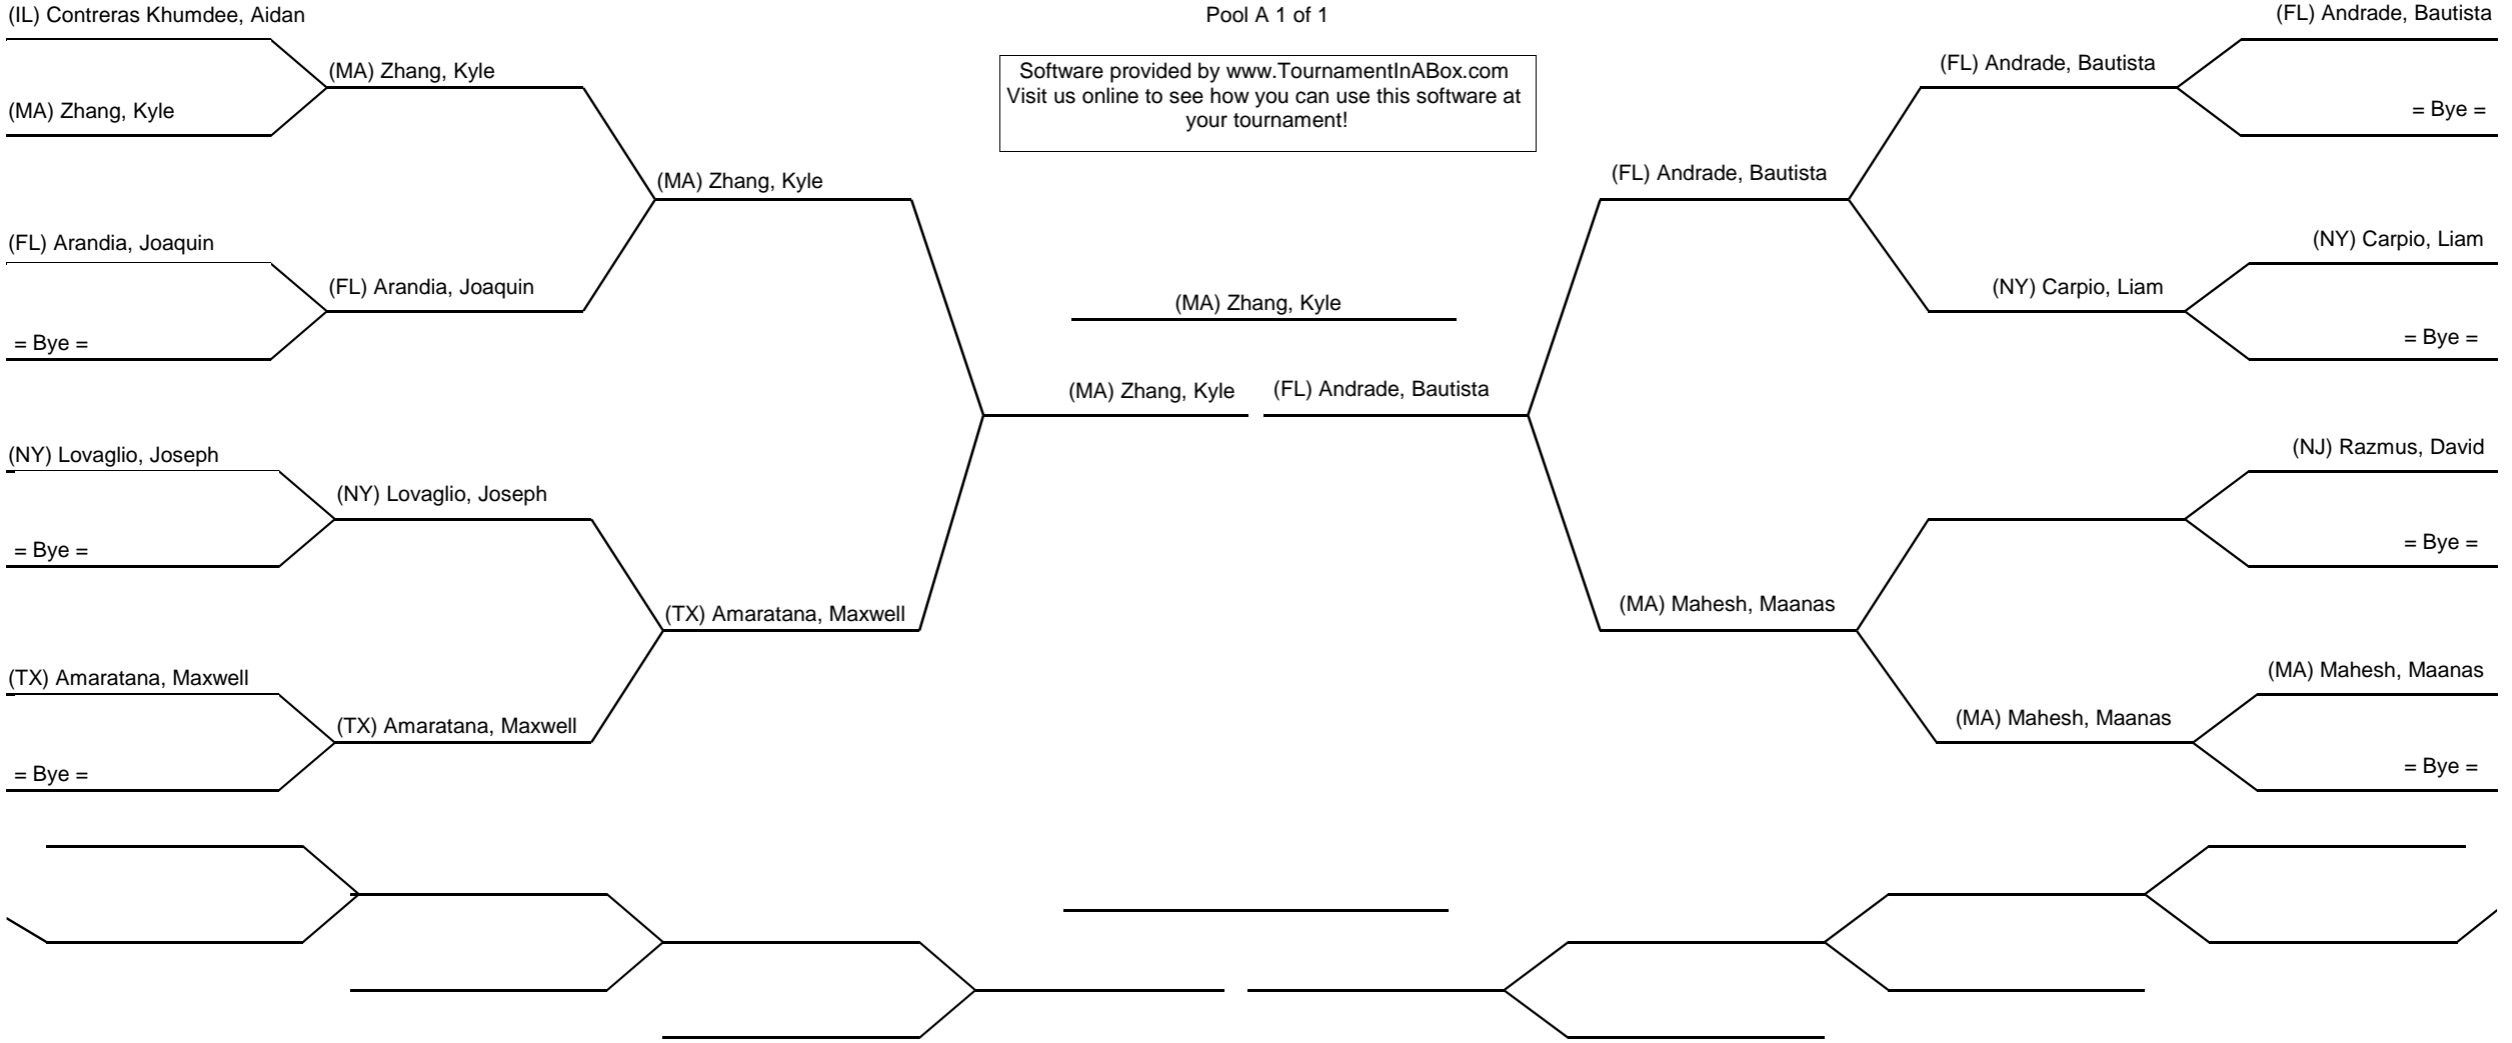 (IL) Contreras Khumdee, Aidan
(MA) Zhang, Kyle
(FL) Arandia, Joaquin
= Bye =
(NY) Lovaglio, Joseph
= Bye =
(TX) Amaratana, Maxwell
= Bye =
(MA) Zhang, Kyle
(FL) Arandia, Joaquin
(NY) Lovaglio, Joseph
(TX) Amaratana, Maxwell
(MA) Zhang, Kyle
(TX) Amaratana, Maxwell
Pool A 1 of 1
Software provided by www.TournamentInABox.com
Visit us online to see how you can use this software at
your tournament!
(MA) Zhang, Kyle
(MA) Zhang, Kyle
(FL) Andrade, Bautista
(FL) Andrade, Bautista
(MA) Mahesh, Maanas
(FL) Andrade, Bautista
(NY) Carpio, Liam
(MA) Mahesh, Maanas
(FL) Andrade, Bautista
= Bye =
(NY) Carpio, Liam
= Bye =
(NJ) Razmus, David
= Bye =
(MA) Mahesh, Maanas
= Bye =